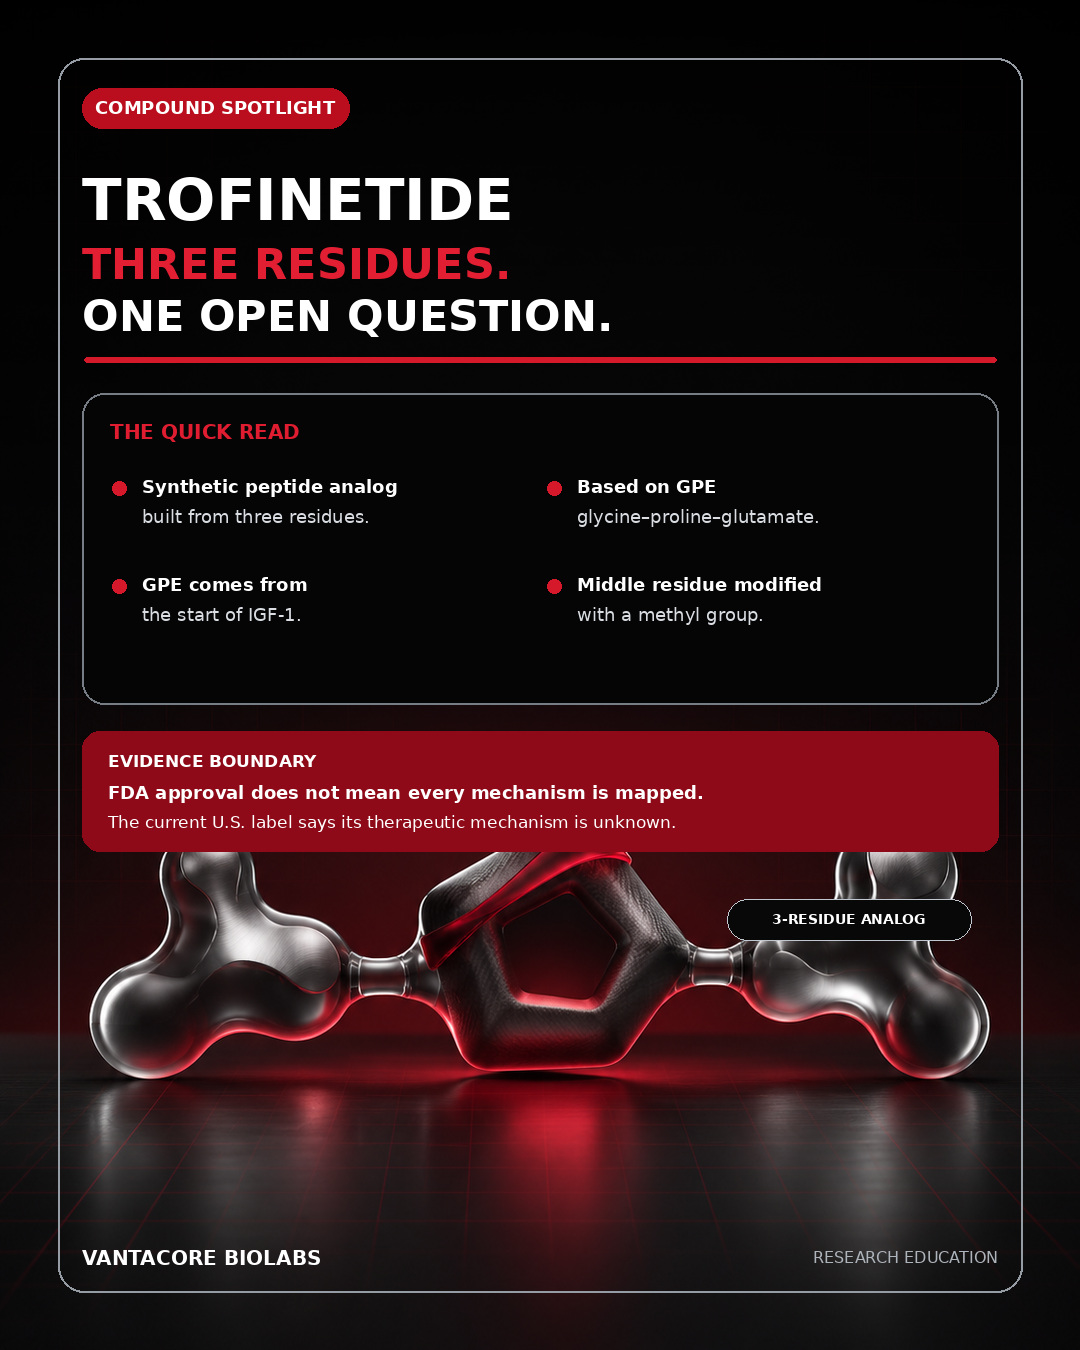 COMPOUND SPOTLIGHT
TROFINETIDE
THREE RESIDUES.
ONE OPEN QUESTION.
THE QUICK READ
Synthetic peptide analog
built from three residues.
Based on GPE
glycine–proline–glutamate.
GPE comes from
the start of IGF-1.
Middle residue modified
with a methyl group.
EVIDENCE BOUNDARY
FDA approval does not mean every mechanism is mapped.
The current U.S. label says its therapeutic mechanism is unknown.
3-RESIDUE ANALOG
VANTACORE BIOLABS
RESEARCH EDUCATION